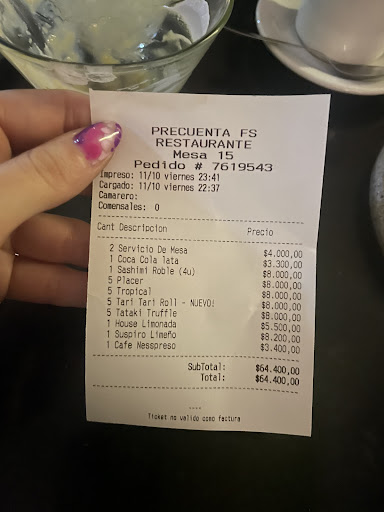 PRECUENTA FS
RESTAURANTE
Mesa 15
Pedido # 7619543
Impreso: 11/10 viernes 23:41
Cargado: 11/10 viernes 22:37
Camarero:
Comensales: 0
Cant Descripcion Precio
2 Servicio De Mesa $4.000,00
1 Coca Cola lata $3.300,00
1 Sashimi Roble (4u) $8.000,00
5 Placer $8.000,00
5 Tropical $8.000,00
5 Tari Tari Roll - NUEVO! $8.000,00
5 Tataki Truffle $8.000,00
1 House Limonada $5.500,00
1 Suspiro Limeño $8.200,00
1 Cafe Nesspreso $3.400,00
SubTotal: $64.400,00
Total: $64.400,00
----
Ticket no valido como factura